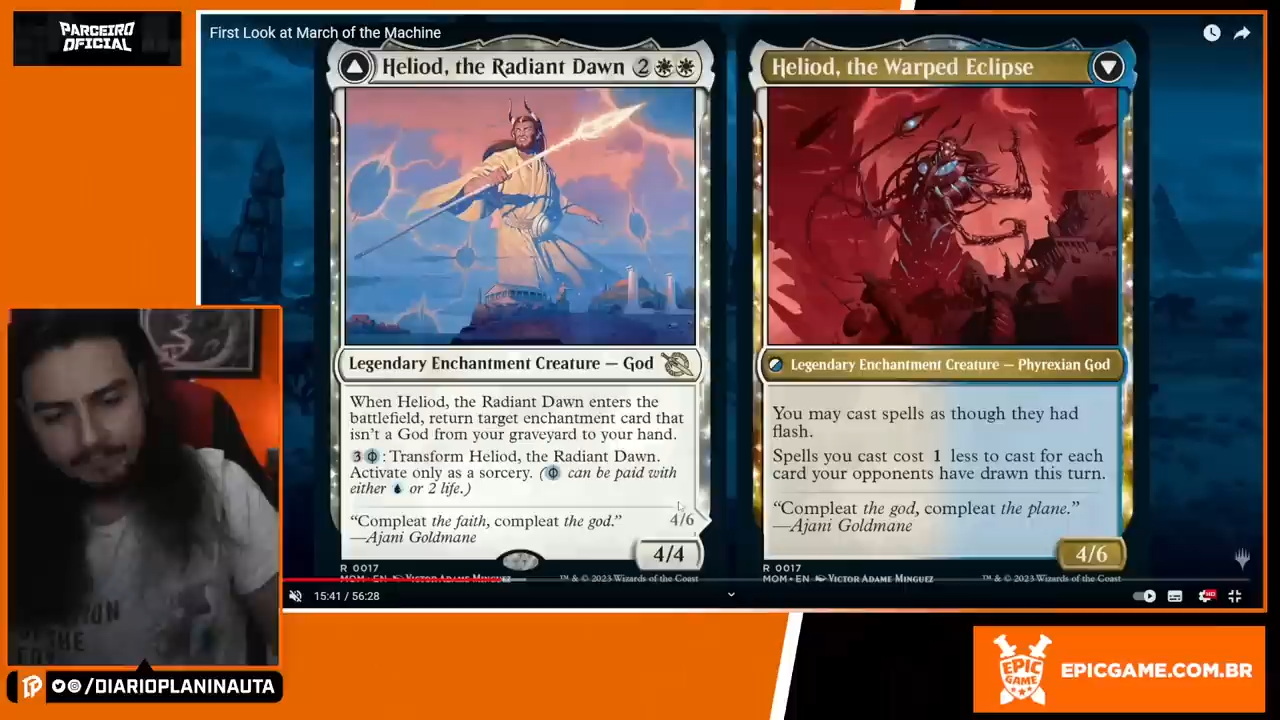 PARCEIRO
OFICIAL
First Look at March of the Machine
Heliod, the Radiant Dawn 2
Legendary Enchantment Creature — God
When Heliod, the Radiant Dawn enters the
battlefield, return target enchantment card that
isn't a God from your graveyard to your hand.
3 : Transform Heliod, the Radiant Dawn.
Activate only as a sorcery. ( can be paid with
either or 2 life.)
4/6
“Compleat the faith, compleat the god.”
—Ajani Goldmane
4/4
R 0017
MOM • EN VICTOR ADAME MINGUEZ ™ & © 2023 Wizards of the Coast
Heliod, the Warped Eclipse
Legendary Enchantment Creature — Phyrexian God
You may cast spells as though they had
flash.
Spells you cast cost 1 less to cast for each
card your opponents have drawn this turn.
“Compleat the god, compleat the plane.”
—Ajani Goldmane
4/6
R 0017
MOM • EN VICTOR ADAME MINGUEZ ™ & © 2023 Wizards of the Coast
15:41 / 56:28
HD
/DIARIOPLANINAUTA
EPIC
GAME
EPICGAME.COM.BR